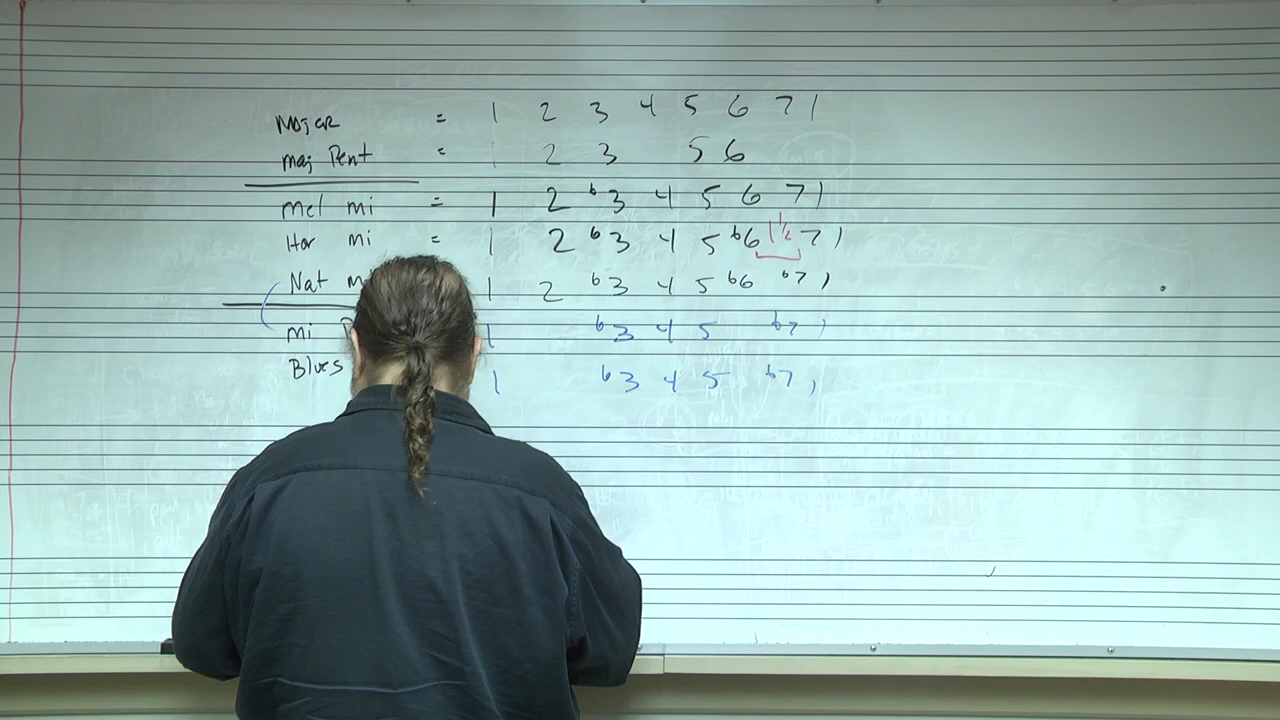 Major = 1 2 3 4 5 6 7 1
maj Pent = 1 2 3 5 6
Mel mi = 1 2 b3 4 5 6 7 1
Har mi = 1 2 b3 4 5 b6 1 1/2 7 1
Nat m 1 2 b3 4 5 b6 b7 1
mi P 1 b3 4 5 b7 1
Blues 1 b3 4 5 b7 1